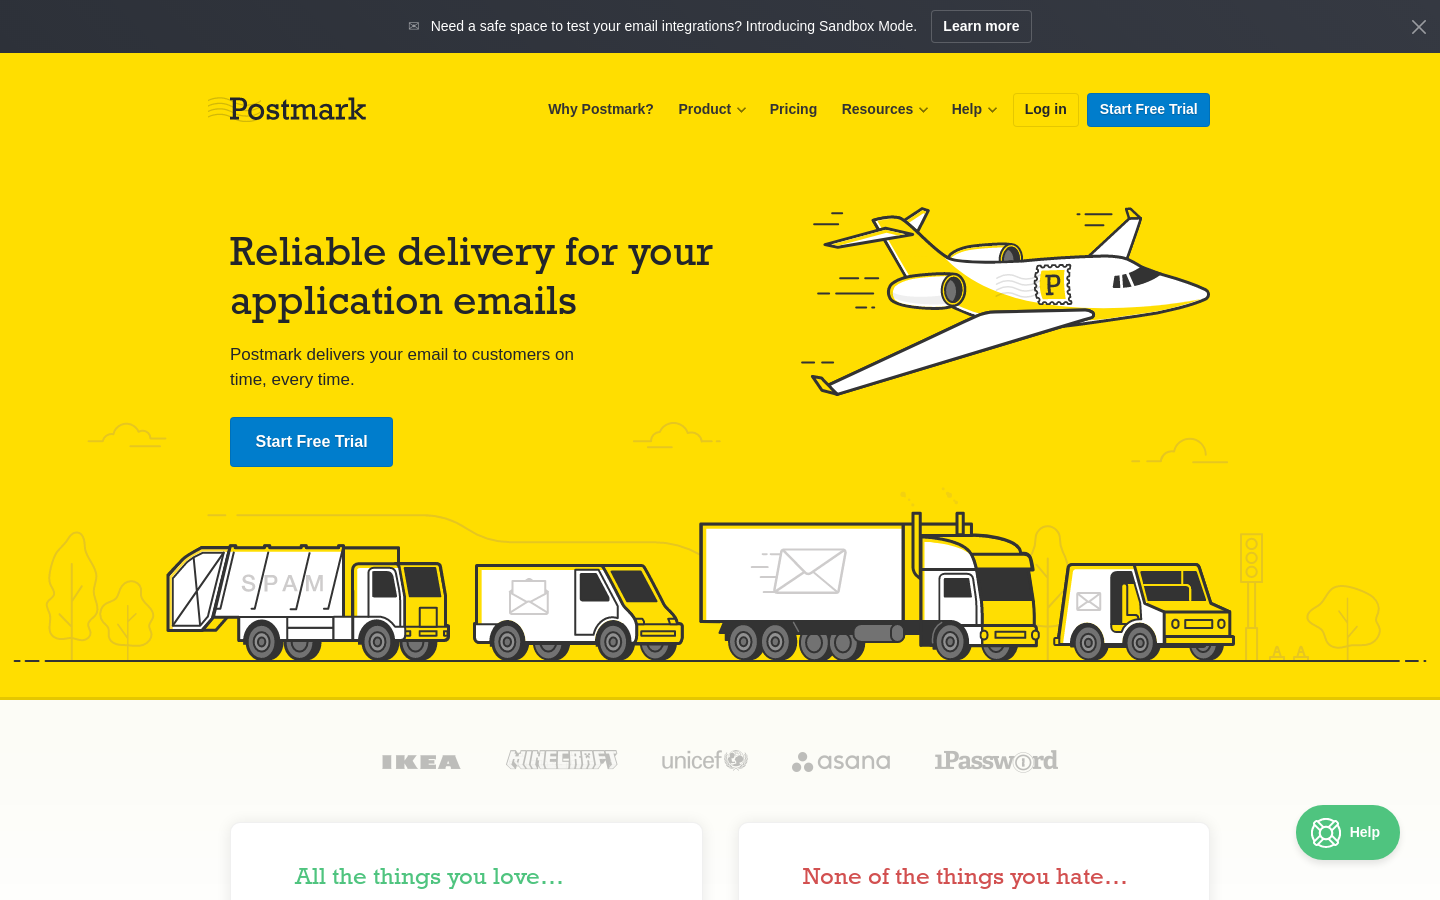 ✉ Need a safe space to test your email integrations? Introducing Sandbox Mode. Learn more
Postmark
Why Postmark? Product Pricing Resources Help Log in Start Free Trial
Reliable delivery for your
application emails
Postmark delivers your email to customers on
time, every time.
Start Free Trial
P
SPAM
IKEA MINECRAFT unicef asana 1Password
Help
All the things you love…
None of the things you hate…